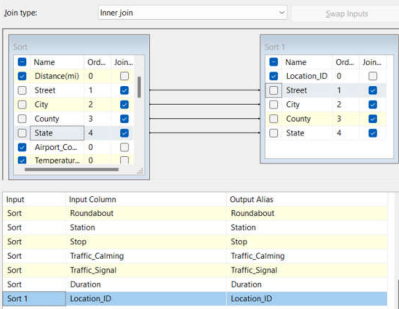 Join type: Inner join Swap Inputs
Sort
Name Ord... Join...
Distance(mi) 0
Street 1
City 2
County 3
State 4
Airport_Co... 0
Temperatur... 0
Sort 1
Name Ord... Join...
Location_ID 0
Street 1
City 2
County 3
State 4
Input Input Column Output Alias
Sort Roundabout Roundabout
Sort Station Station
Sort Stop Stop
Sort Traffic_Calming Traffic_Calming
Sort Traffic_Signal Traffic_Signal
Sort Duration Duration
Sort 1 Location_ID Location_ID